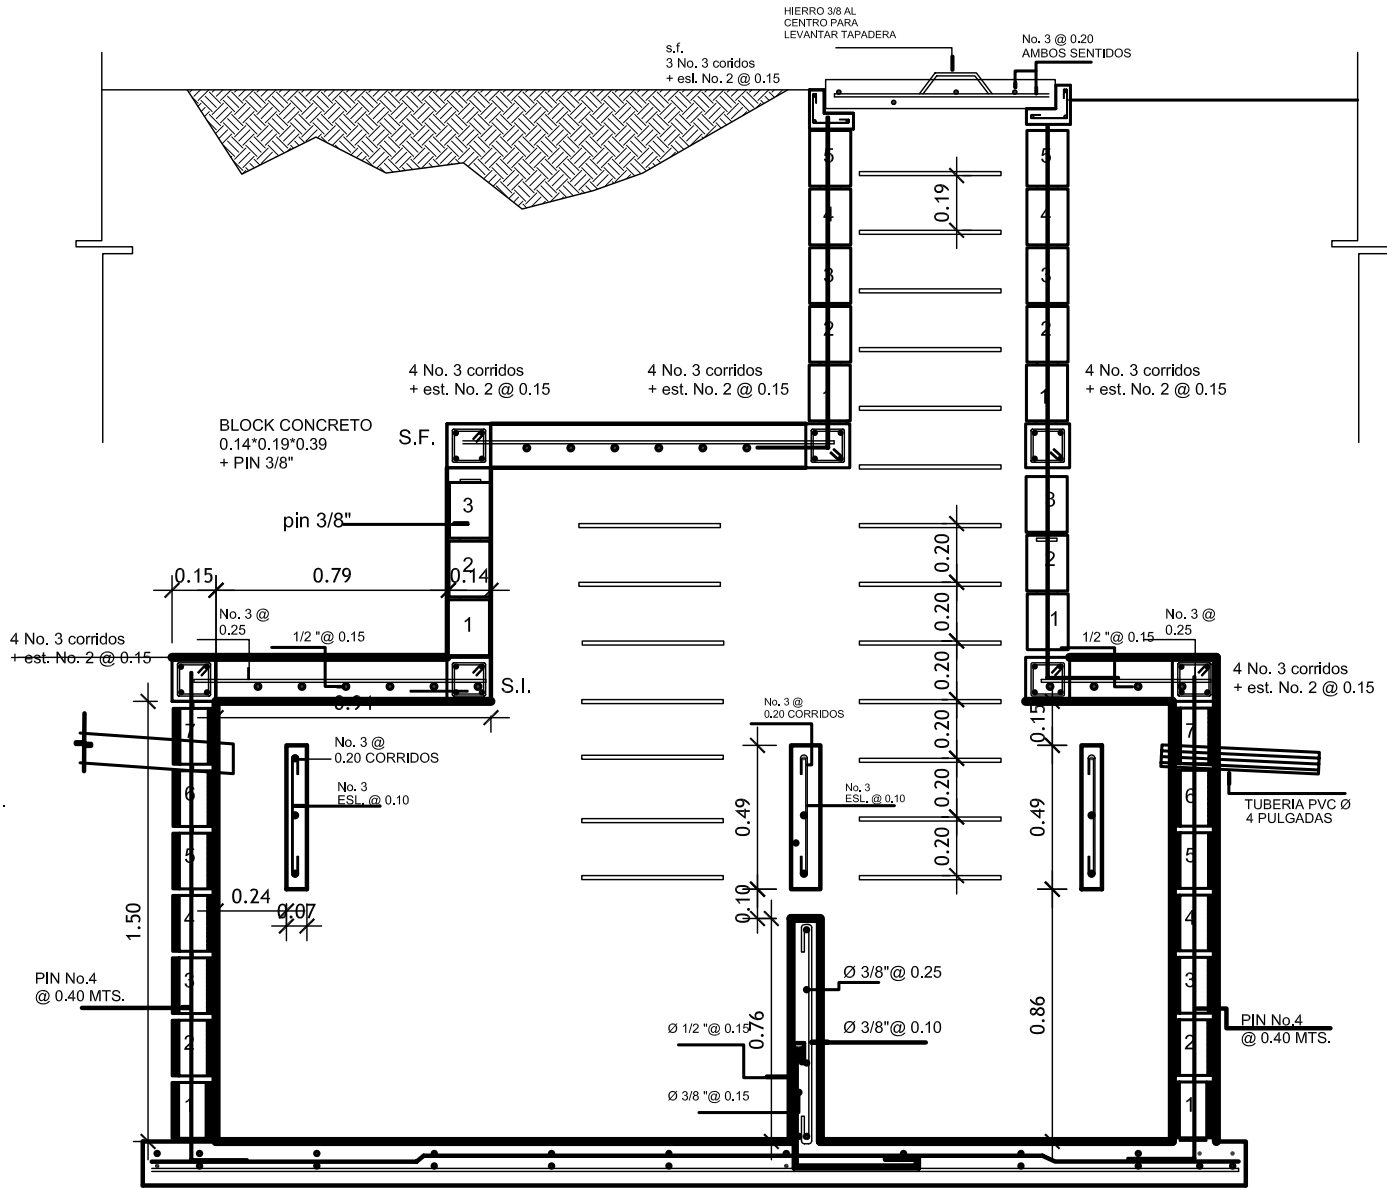 HIERRO 3/8 AL
CENTRO PARA
LEVANTAR TAPADERA
No. 3 @ 0.20
AMBOS SENTIDOS
s.f.
3 No. 3 coridos
+ esl. No. 2 @ 0.15
5
5
4
4
0.19
3
3
2
2
1
1
4 No. 3 corridos
+ est. No. 2 @ 0.15
4 No. 3 corridos
+ est. No. 2 @ 0.15
4 No. 3 corridos
+ est. No. 2 @ 0.15
BLOCK CONCRETO
0.14*0.19*0.39
+ PIN 3/8"
S.F.
pin 3/8"
3
3
2
2
1
1
0.15
0.79
0.14
0.20
0.20
0.20
0.20
0.20
0.20
No. 3 @
0.25
1/2 "@ 0.15
4 No. 3 corridos
+ est. No. 2 @ 0.15
S.I.
0.91
1/2 "@ 0.15
No. 3 @
0.25
4 No. 3 corridos
+ est. No. 2 @ 0.15
No. 3 @
0.20 CORRIDOS
No. 3
ESL. @ 0.10
No. 3 @
0.20 CORRIDOS
No. 3
ESL. @ 0.10
0.15
0.49
0.49
0.10
TUBERIA PVC Ø
4 PULGADAS
7
6
5
4
3
2
1
7
6
5
4
3
2
1
1.50
0.24
0.07
PIN No.4
@ 0.40 MTS.
Ø 3/8"@ 0.25
Ø 3/8"@ 0.10
Ø 1/2 "@ 0.15
Ø 3/8 "@ 0.15
0.76
0.86
PIN No.4
@ 0.40 MTS.